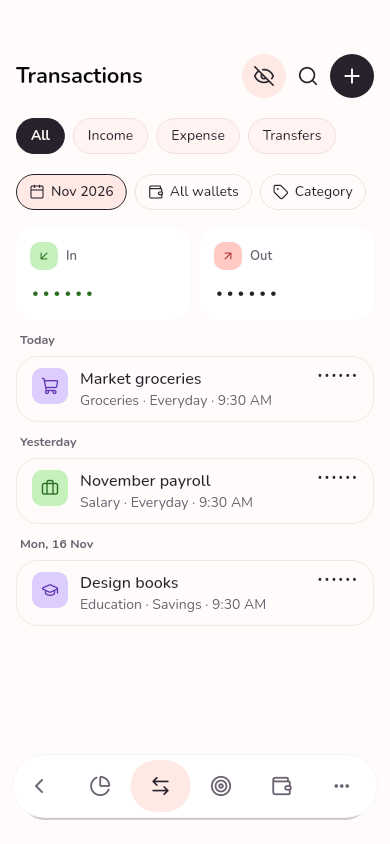 Transactions
All
Income
Expense
Transfers
Nov 2026
All wallets
Category
In
Out
••••••
••••••
Today
Market groceries
••••••
Groceries · Everyday · 9:30 AM
Yesterday
November payroll
••••••
Salary · Everyday · 9:30 AM
Mon, 16 Nov
Design books
••••••
Education · Savings · 9:30 AM